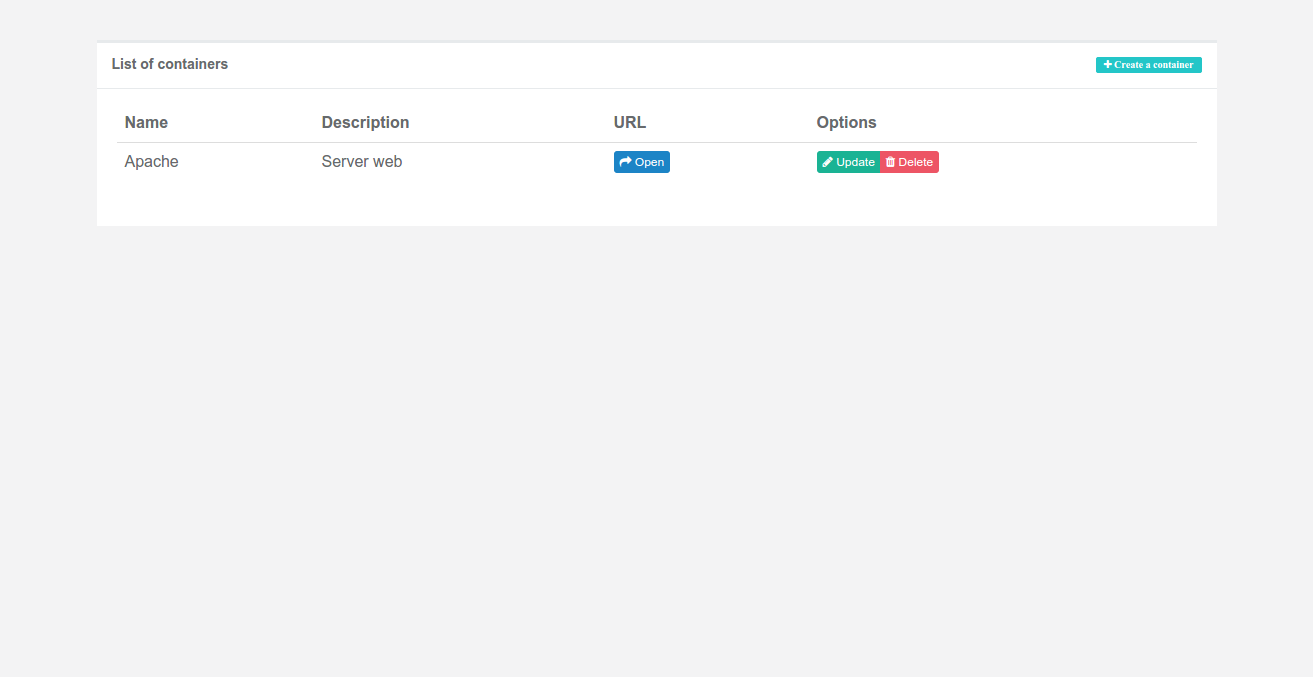 List of containers
Create a container
Name Description URL Options
Apache Server web Open Update Delete